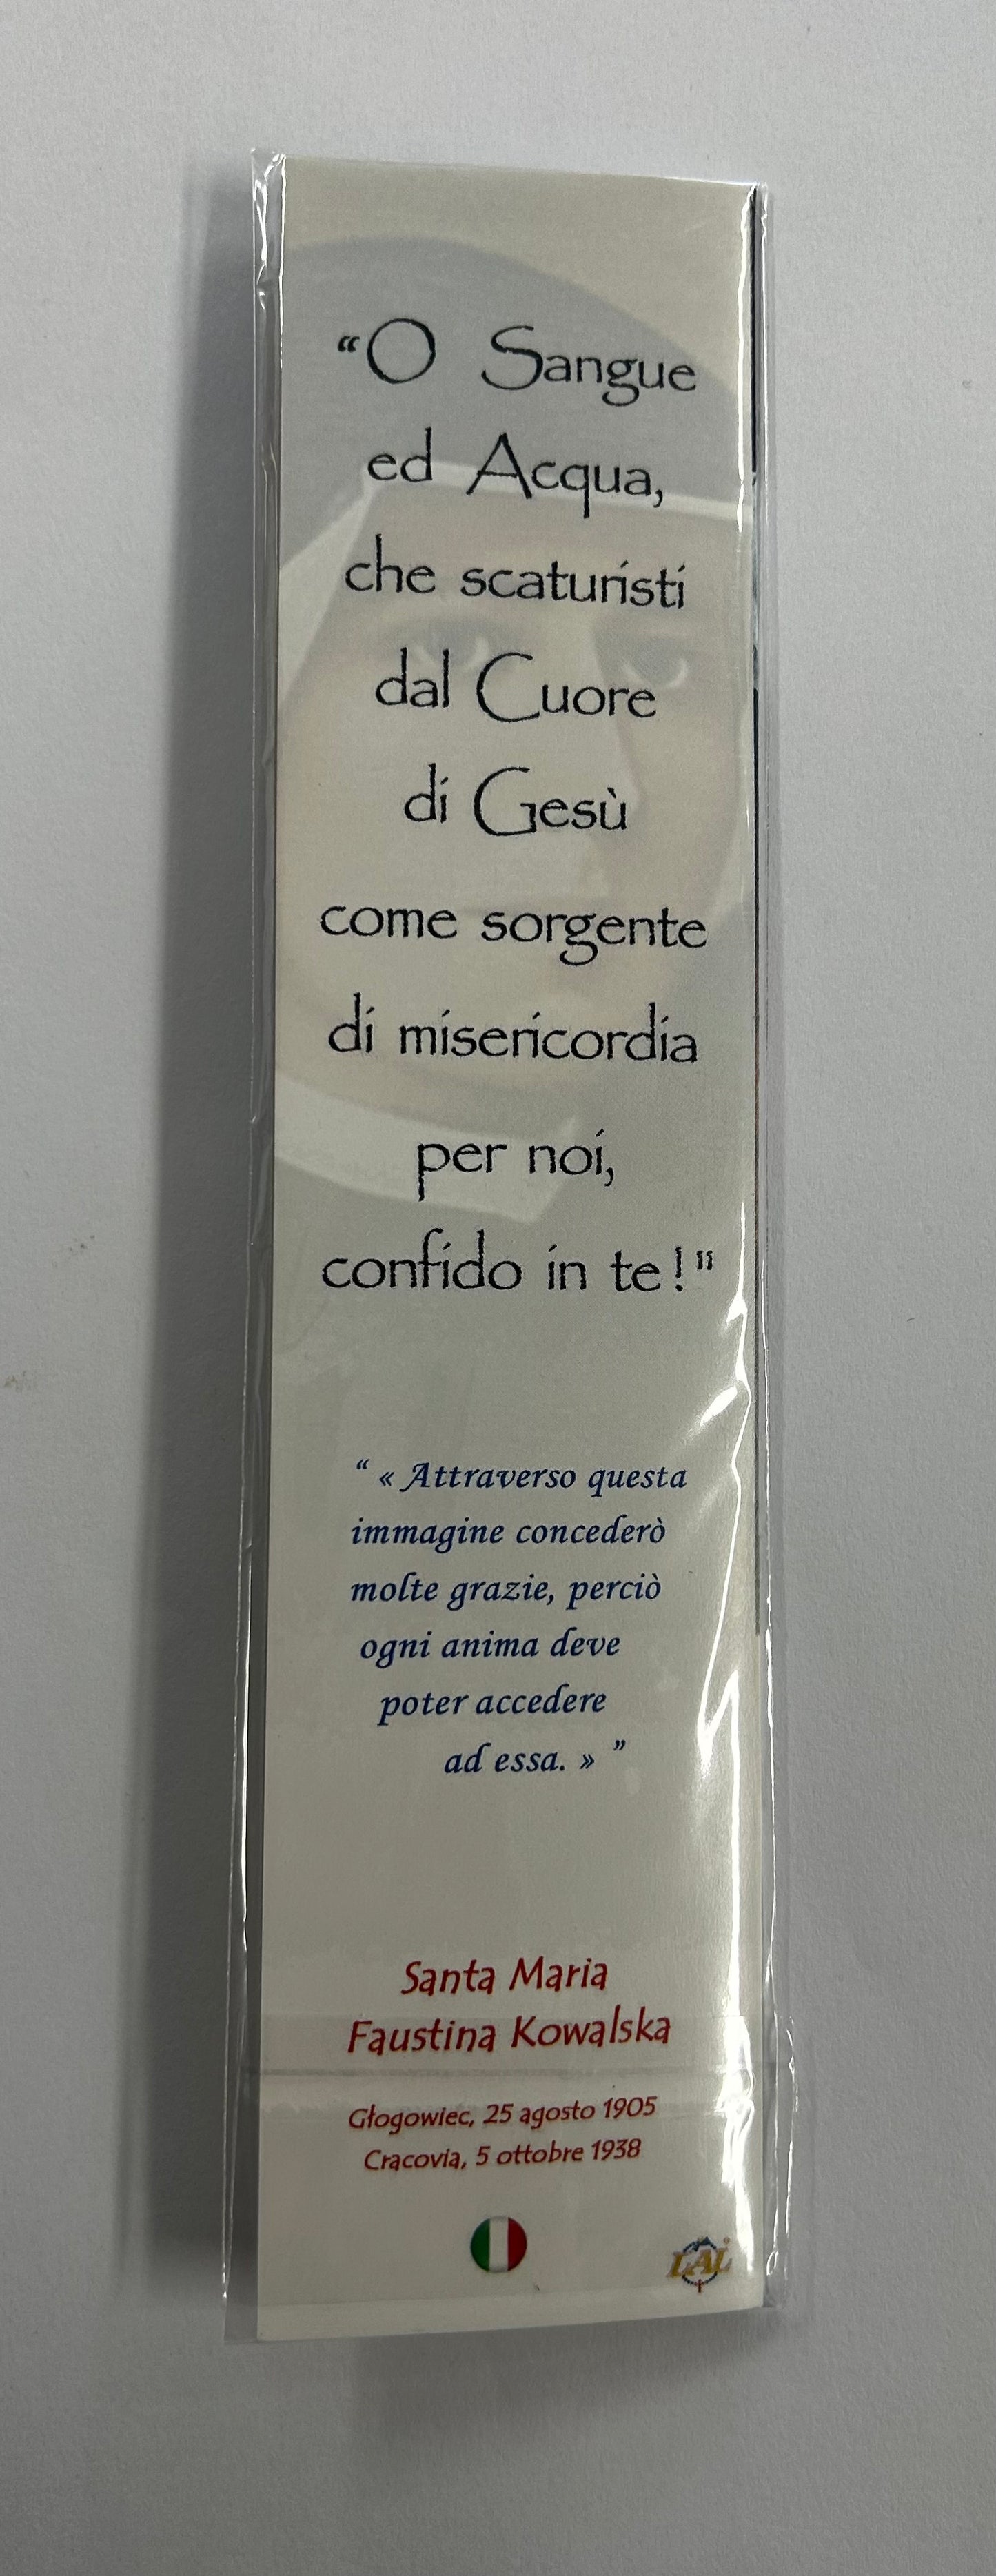 “O Sangue
ed Acqua,
che scaturisti
dal Cuore
di Gesù
come sorgente
di misericordia
per noi,
confido in te!"
“ « Attraverso questa
immagine concederò
molte grazie, perciò
ogni anima deve
poter accedere
ad essa. » ”
Santa Maria
Faustina Kowalska
Głogowiec, 25 agosto 1905
Cracovia, 5 ottobre 1938
LAI